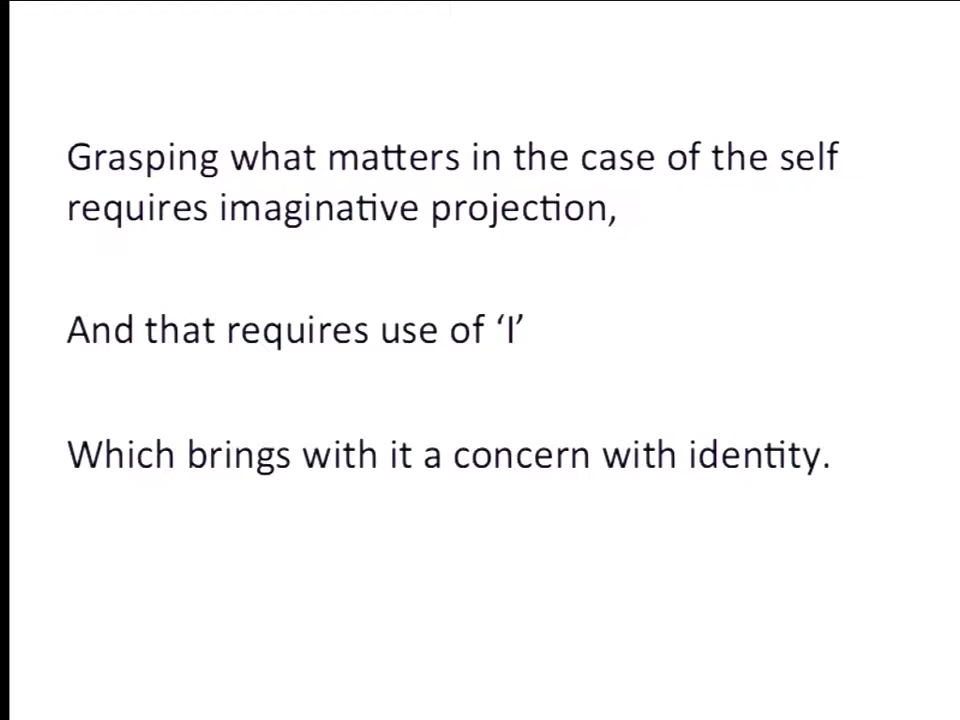 Grasping what matters in the case of the self
requires imaginative projection,
And that requires use of ‘I’
Which brings with it a concern with identity.